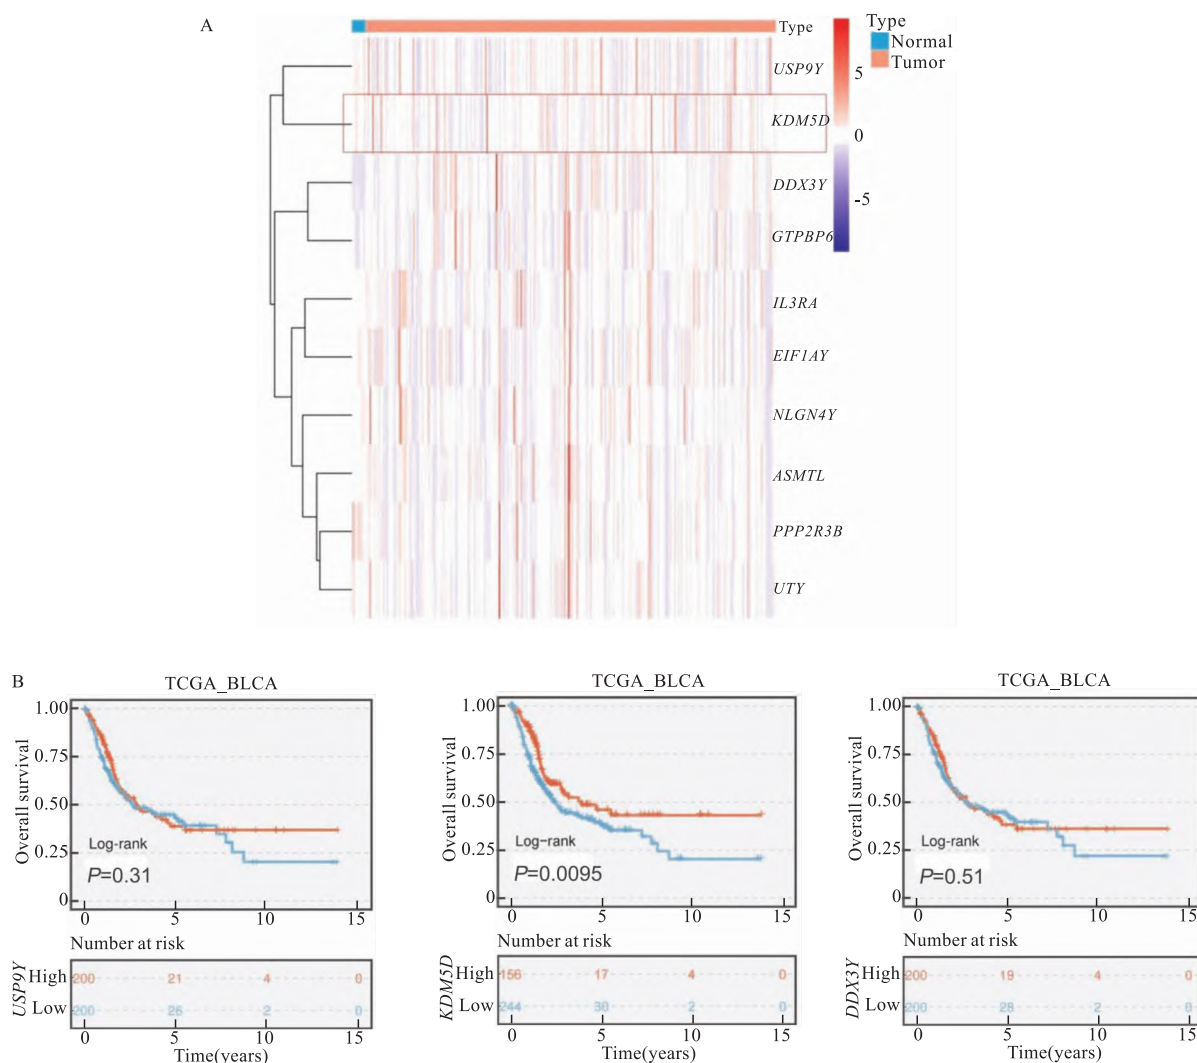 A
Type
Type
Normal
Tumor
5
0
-5
USP9Y
KDM5D
DDX3Y
GTPBP6
IL3RA
EIF1AY
NLGN4Y
ASMTL
PPP2R3B
UTY
B
TCGA_BLCA
Overall survival
1.00
0.75
0.50
0.25
0
Log-rank
P=0.31
0 5 10 15
Number at risk
USP9Y
High 200 21 4 0
Low 200 26 2 0
0 5 10 15
Time(years)
TCGA_BLCA
Overall survival
1.00
0.75
0.50
0.25
0
Log-rank
P=0.0095
0 5 10 15
Number at risk
KDM5D
High 156 17 4 0
Low 244 30 2 0
0 5 10 15
Time(years)
TCGA_BLCA
Overall survival
1.00
0.75
0.50
0.25
0
Log-rank
P=0.51
0 5 10 15
Number at risk
DDX3Y
High 200 19 4 0
Low 200 28 2 0
0 5 10 15
Time(years)